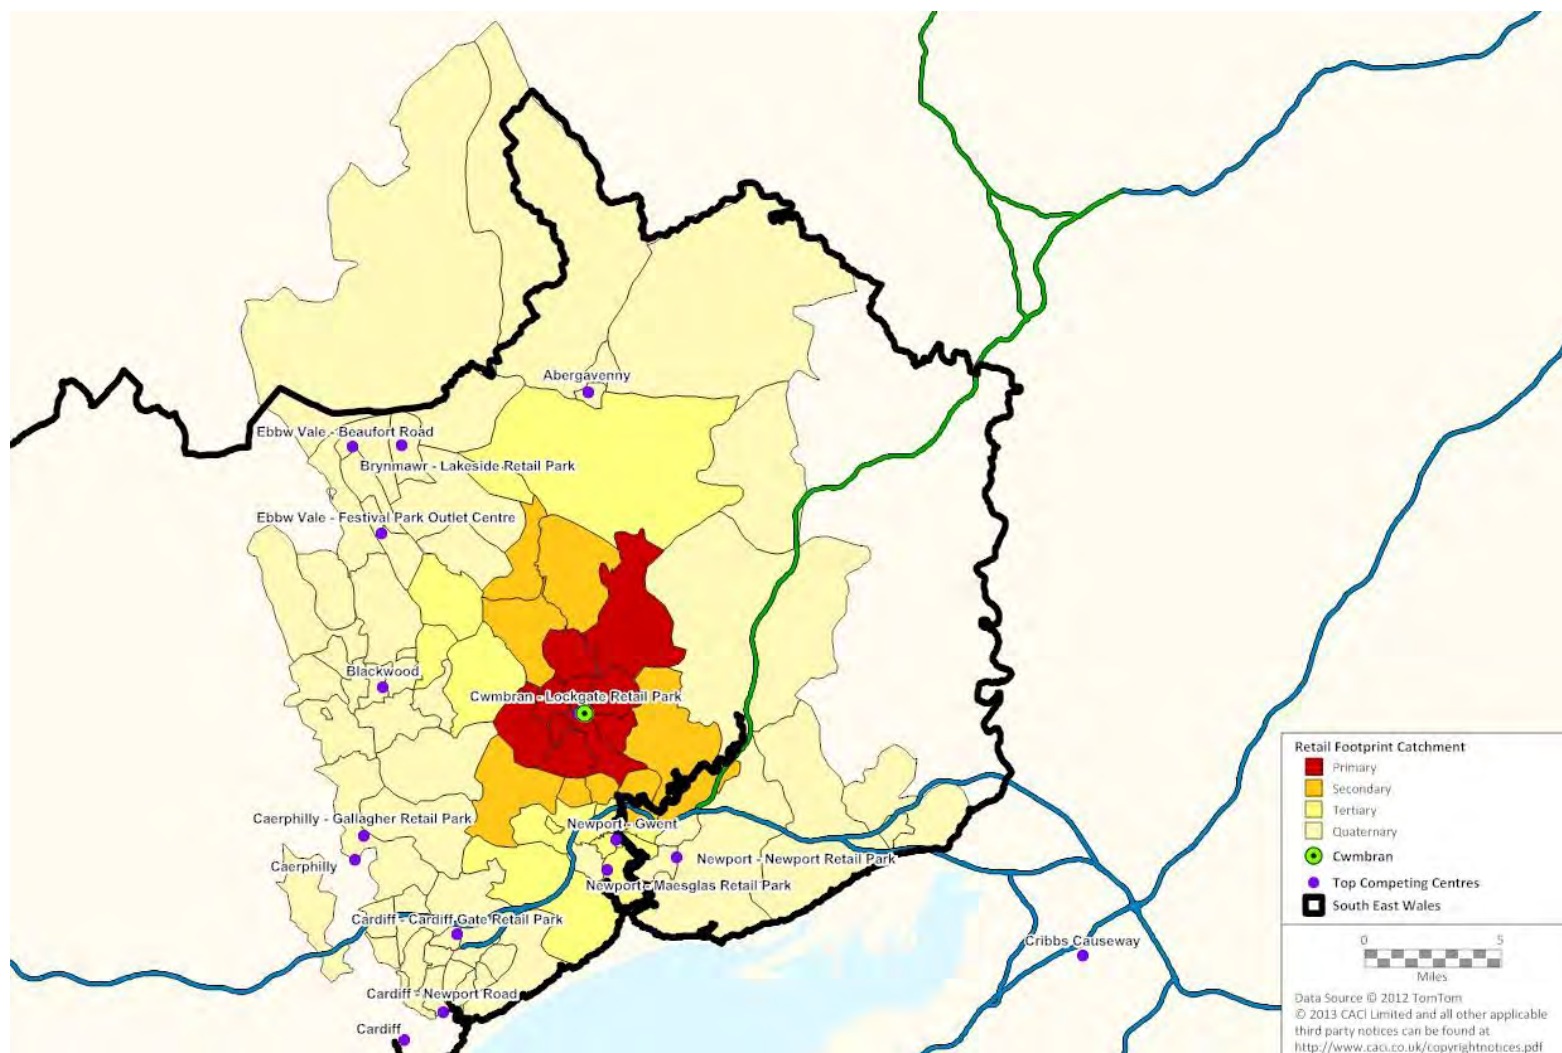 Abergavenny
Ebbw Vale - Beaufort Road
Brynmawr - Lakeside Retail Park
Ebbw Vale - Festival Park Outlet Centre
Blackwood
Cwmbran - Lockgate Retail Park
Caerphilly - Gallagher Retail Park
Newport - Gwent
Caerphilly
Newport - Newport Retail Park
Newport - Maesglas Retail Park
Cardiff - Cardiff Gate Retail Park
Cribbs Causeway
Cardiff - Newport Road
Cardiff
Retail Footprint Catchment
Primary
Secondary
Tertiary
Quaternary
Cwmbran
Top Competing Centres
South East Wales
0 5
Miles
Data Source © 2012 TomTom
© 2013 CACI Limited and all other applicable
third party notices can be found at
http://www.caci.co.uk/copyrightnotices.pdf